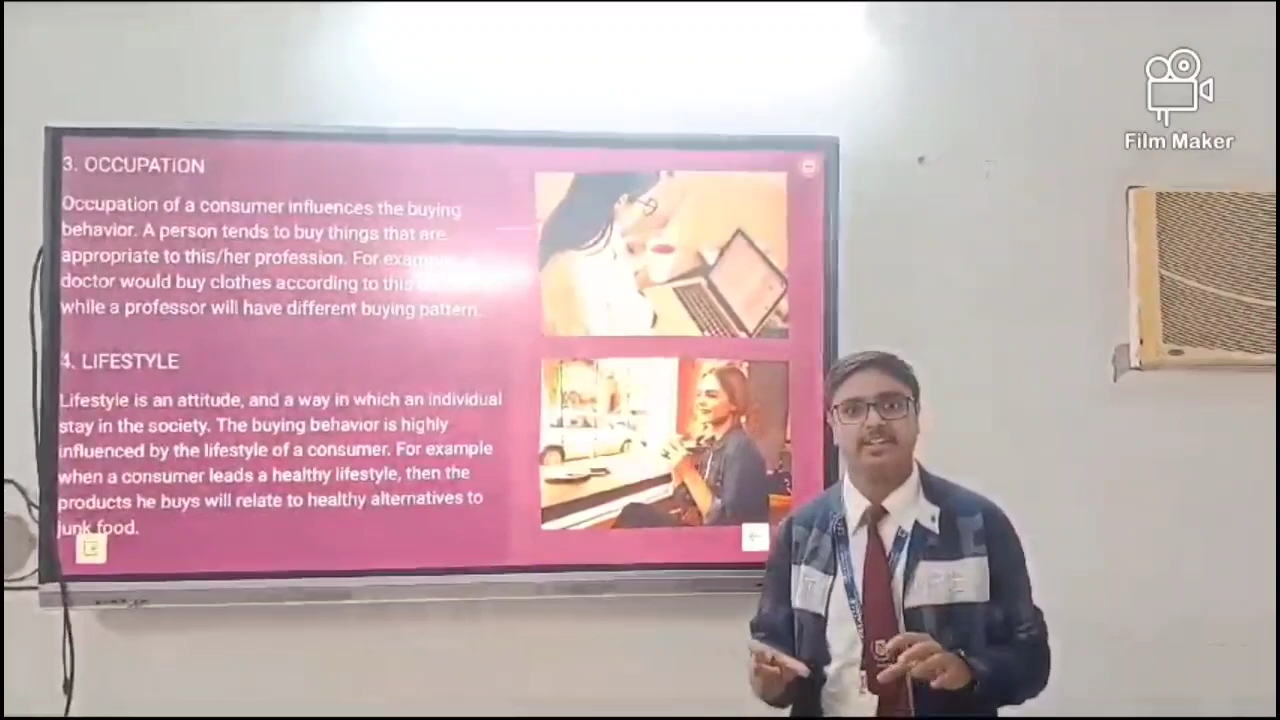 3. OCCUPATION
Occupation of a consumer influences the buying
behavior. A person tends to buy things that are
appropriate to this/her profession. For example
doctor would buy clothes according to this
while a professor will have different buying pattern.
4. LIFESTYLE
Lifestyle is an attitude, and a way in which an individual
stay in the society. The buying behavior is highly
influenced by the lifestyle of a consumer. For example
when a consumer leads a healthy lifestyle, then the
products he buys will relate to healthy alternatives to
junk food.
Film Maker